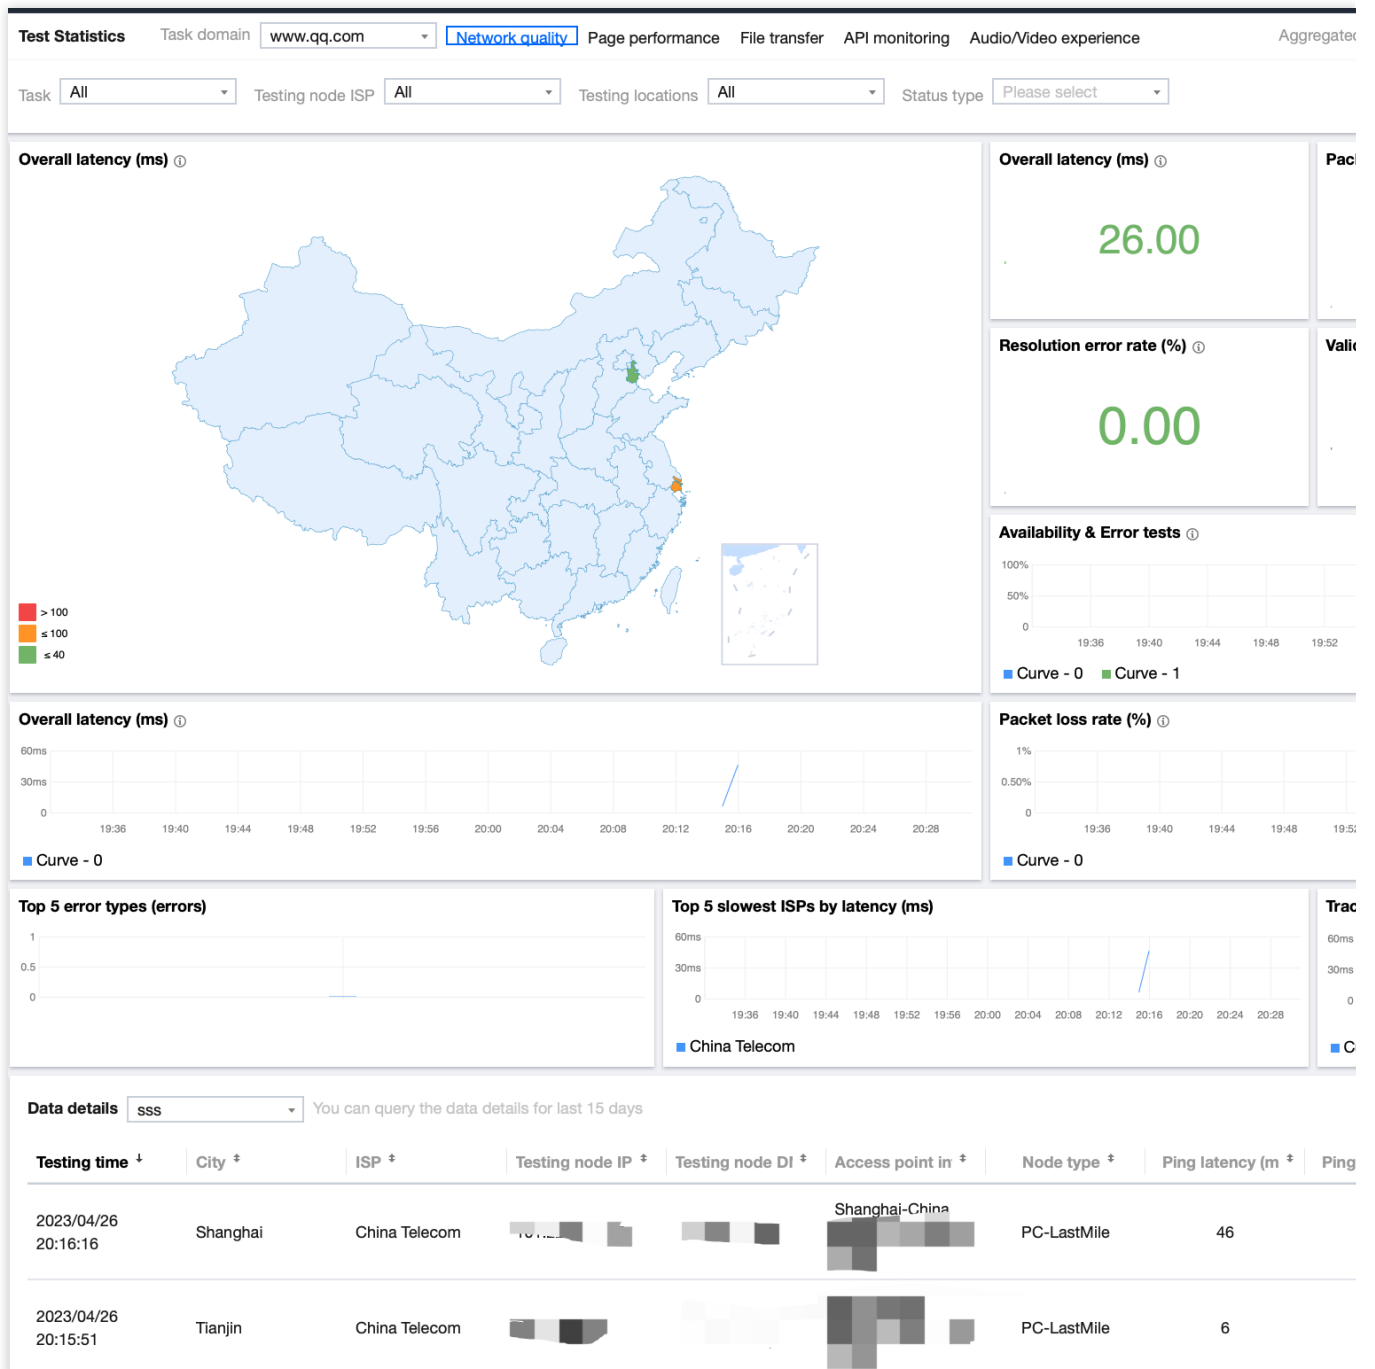 Test Statistics Task domain www.qq.com Network quality Page performance File transfer API monitoring Audio/Video experience Aggregated
Task All Testing node ISP All Testing locations All Status type Please select
Overall latency (ms)
> 100
≤ 100
≤ 40
Overall latency (ms)
26.00
Pac
Resolution error rate (%)
0.00
Valid
Availability & Error tests
100%
50%
0
19:36 19:40 19:44 19:48 19:52
Curve - 0 Curve - 1
Overall latency (ms)
60ms
30ms
0
19:36 19:40 19:44 19:48 19:52 19:56 20:00 20:04 20:08 20:12 20:16 20:20 20:24 20:28
Curve - 0
Packet loss rate (%)
1%
0.50%
0
19:36 19:40 19:44 19:48 19:52
Curve - 0
Top 5 error types (errors)
1
0.5
0
Top 5 slowest ISPs by latency (ms)
60ms
30ms
0
19:36 19:40 19:44 19:48 19:52 19:56 20:00 20:04 20:08 20:12 20:16 20:20 20:24 20:28
China Telecom
Trac
60ms
30ms
0
C
Data details sss You can query the data details for last 15 days
Testing time City ISP Testing node IP Testing node DI Access point in Node type Ping latency (m Ping
2023/04/26
20:16:16
Shanghai China Telecom Shanghai-China PC-LastMile 46
2023/04/26
20:15:51
Tianjin China Telecom PC-LastMile 6